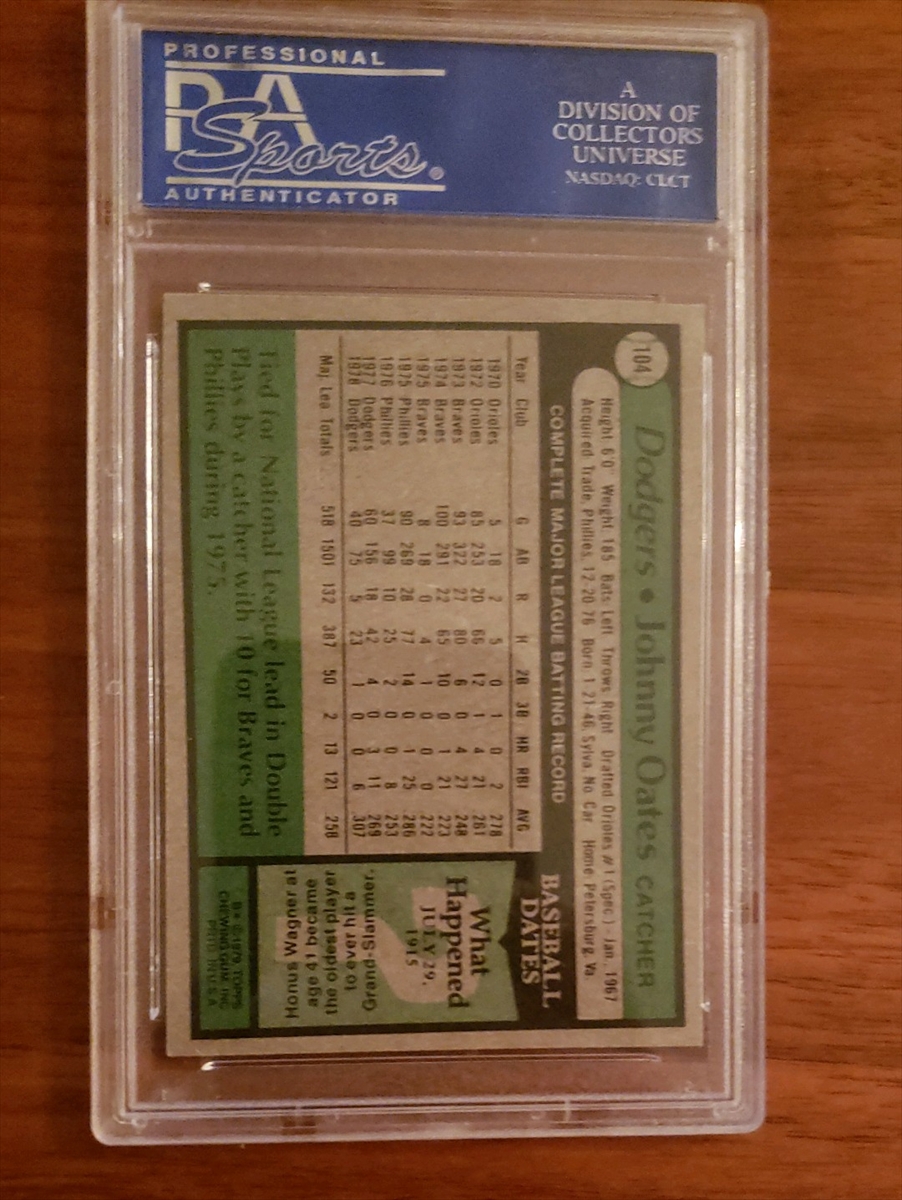 PROFESSIONAL
PSA
Sports®
AUTHENTICATOR
A
DIVISION OF
COLLECTORS
UNIVERSE
NASDAQ: CLCT
104
Dodgers • Johnny Oates CATCHER
Height 6'0" Weight 185 Bats Left Throws Right Drafted Orioles #1 (Spec.) - Jan., 1967
Acquired Trade, Phillies, 12-20-76 Born 1-21-46, Sylva, No. Car. Home Petersburg, Va.
COMPLETE MAJOR LEAGUE BATTING RECORD
Year Club G AB R H 2B 3B HR RBI AVG
1970 Orioles 5 18 2 5 0 1 0 2 .278
1972 Orioles 85 253 20 66 12 1 4 21 .261
1973 Braves 93 322 27 80 6 0 4 27 .248
1974 Braves 100 291 22 65 10 0 1 21 .223
1975 Braves 8 18 0 4 1 0 0 0 .222
1975 Phillies 90 269 28 77 14 0 1 25 .286
1976 Phillies 37 99 10 25 2 0 0 8 .253
1977 Dodgers 60 156 18 42 4 0 3 11 .269
1978 Dodgers 40 75 5 23 1 0 0 6 .307
Maj. Lea Totals 518 1501 132 387 50 2 13 121 .258
Tied for National League lead in Double
Plays by a catcher with 10 for Braves and
Phillies during 1975.
BASEBALL
DATES
What
Happened
JULY 29,
1915
Honus Wagner at
age 41 became
the oldest player
to ever hit a
Grand-Slammer.
© 1979 TOPPS
CHEWING GUM, INC.
PRTD. IN U.S.A.